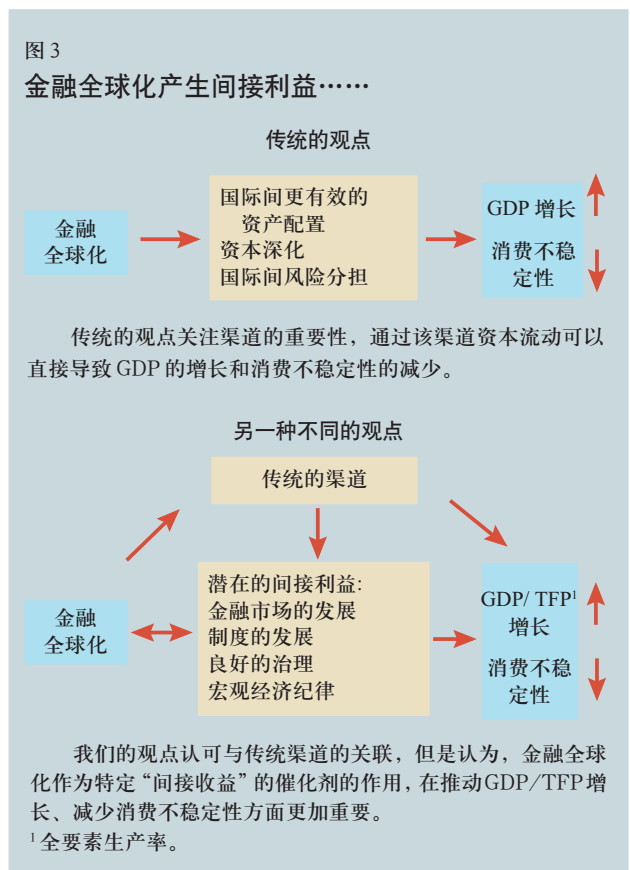 图 3
金融全球化产生间接利益……
传统的观点
金融
全球化
国际间更有效的
资产配置
资本深化
国际间风险分担
GDP 增长
消费不稳
定性
传统的观点关注渠道的重要性，通过该渠道资本流动可以
直接导致 GDP 的增长和消费不稳定性的减少。
另一种不同的观点
传统的渠道
金融
全球化
潜在的间接利益:
金融市场的发展
制度的发展
良好的治理
宏观经济纪律
GDP/ TFP¹
增长
消费不稳
定性
我们的观点认可与传统渠道的关联，但是认为，金融全球
化作为特定“间接收益”的催化剂的作用，在推动GDP/TFP增
长、减少消费不稳定性方面更加重要。
¹ 全要素生产率。